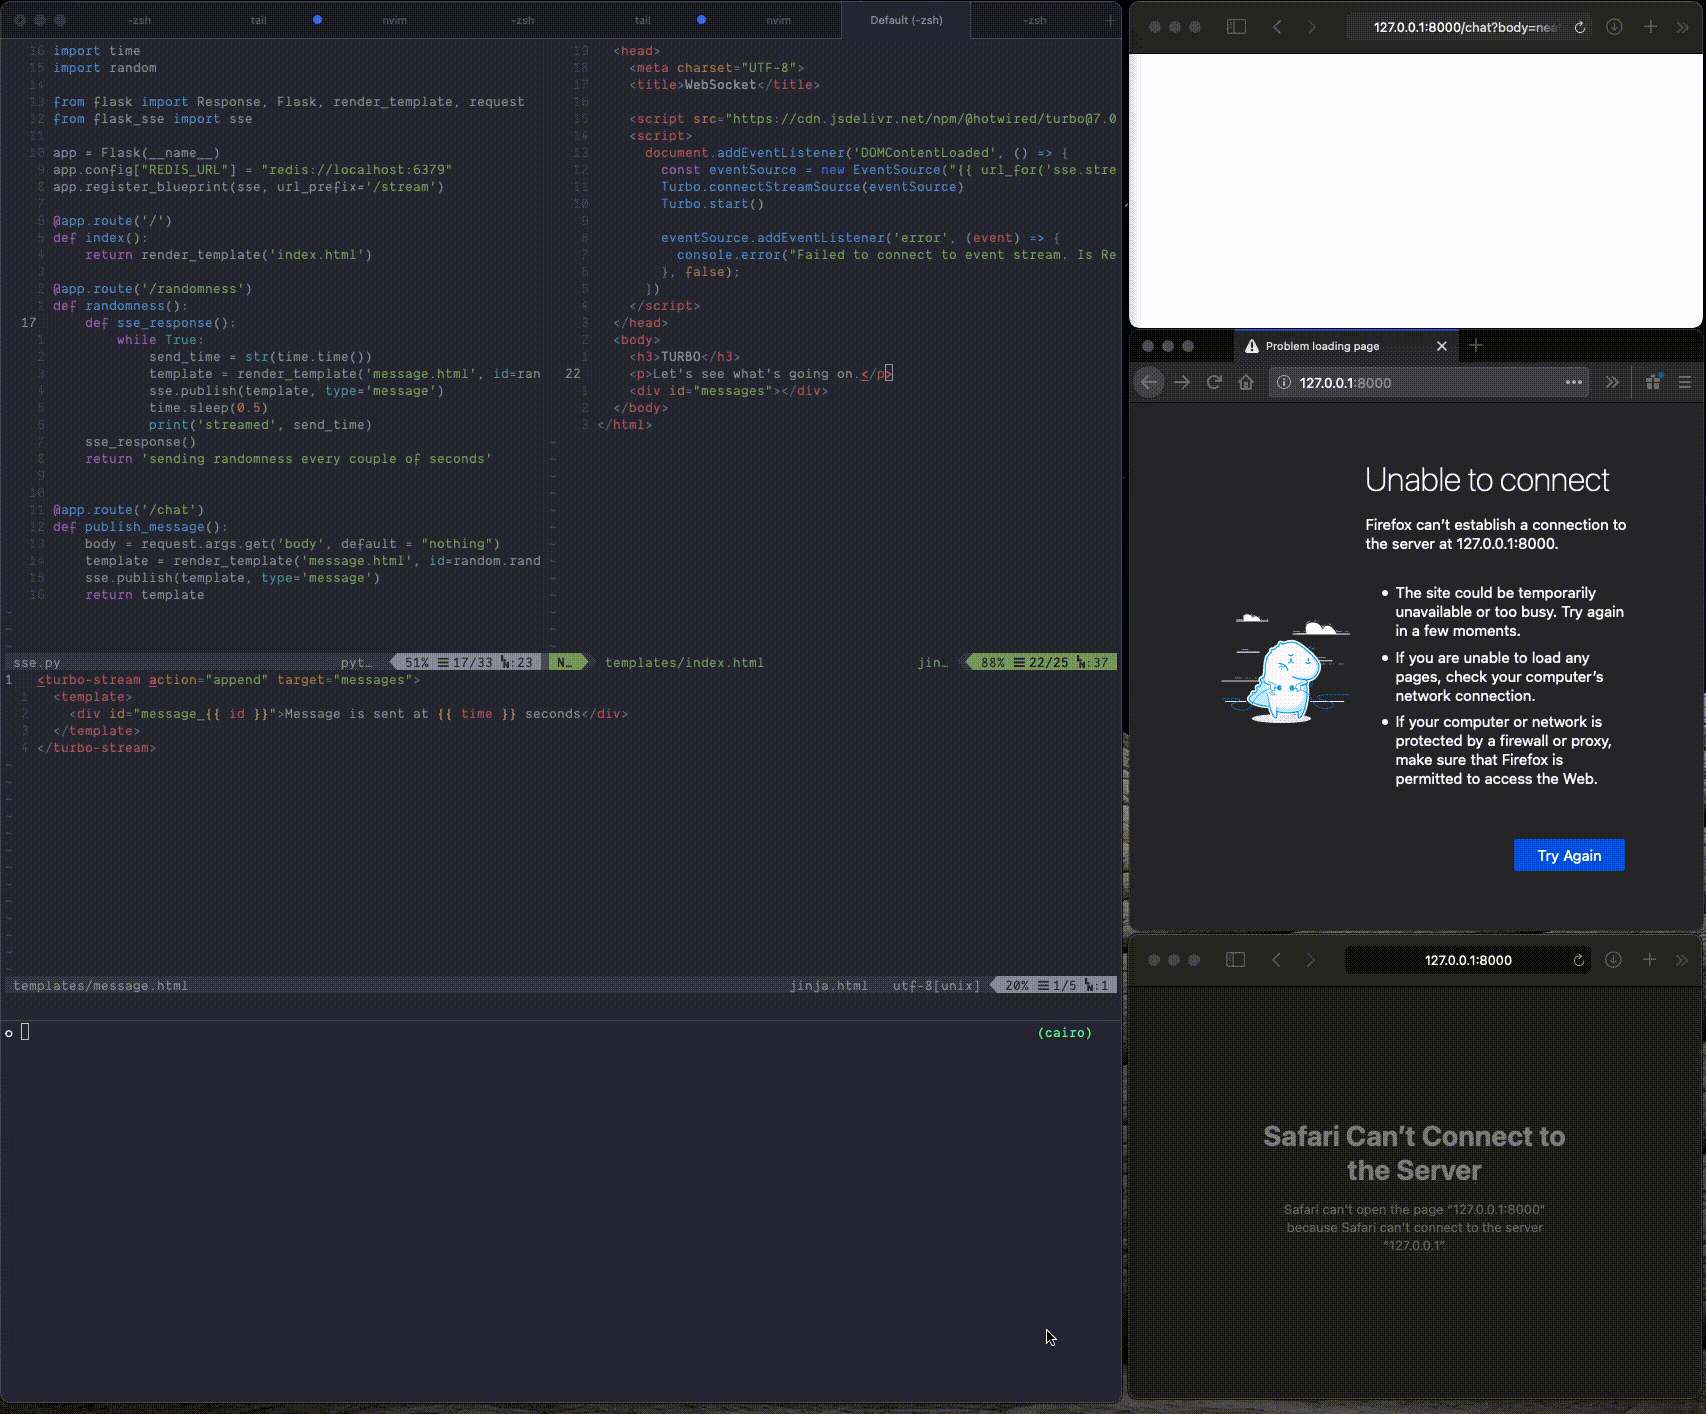 -zsh tail nvim -zsh tail nvim Default (-zsh) -zsh
16 import time
15 import random
14
13 from flask import Response, Flask, render_template, request
12 from flask_sse import sse
11
10 app = Flask(__name__)
9 app.config["REDIS_URL"] = "redis://localhost:6379"
8 app.register_blueprint(sse, url_prefix='/stream')
7
6 @app.route('/')
5 def index():
4 return render_template('index.html')
3
2 @app.route('/randomness')
1 def randomness():
17 def sse_response():
1 while True:
2 send_time = str(time.time())
3 template = render_template('message.html', id=ran
4 sse.publish(template, type='message')
5 time.sleep(0.5)
6 print('streamed', send_time)
7 sse_response()
8 return 'sending randomness every couple of seconds'
9
10
11 @app.route('/chat')
12 def publish_message():
13 body = request.args.get('body', default = "nothing")
14 template = render_template('message.html', id=random.rand
15 sse.publish(template, type='message')
16 return template
~
~
~
sse.py pyt… 51% ☰ 17/33 :23 N…
19 <head>
18 <meta charset="UTF-8">
17 <title>WebSocket</title>
16
15 <script src="https://cdn.jsdelivr.net/npm/@hotwired/turbo@7.0
14 <script>
13 document.addEventListener('DOMContentLoaded', () => {
12 const eventSource = new EventSource("{{ url_for('sse.stre
11 Turbo.connectStreamSource(eventSource)
10 Turbo.start()
9
8 eventSource.addEventListener('error', (event) => {
7 console.error("Failed to connect to event stream. Is Re
6 }, false);
5 })
4 </script>
3 </head>
2 <body>
1 <h3>TURBO</h3>
22 <p>Let's see what's going on.</p>
1 <div id="messages"></div>
2 </body>
3 </html>
templates/index.html jin… 88% ☰ 22/25 :37
1 <turbo-stream action="append" target="messages">
1 <template>
2 <div id="message_{{ id }}">Message is sent at {{ time }} seconds</div>
3 </template>
4 </turbo-stream>
templates/message.html jinja.html utf-8[unix] 20% ☰ 1/5 :1
(cairo)
127.0.0.1:8000/chat?body=nea
Problem loading page
127.0.0.1:8000
Unable to connect
Firefox can't establish a connection to
the server at 127.0.0.1:8000.
• The site could be temporarily
unavailable or too busy. Try again
in a few moments.
• If you are unable to load any
pages, check your computer's
network connection.
• If your computer or network is
protected by a firewall or proxy,
make sure that Firefox is
permitted to access the Web.
Try Again
127.0.0.1:8000
Safari Can't Connect to
the Server
Safari can't open the page "127.0.0.1:8000"
because Safari can't connect to the server
"127.0.0.1".